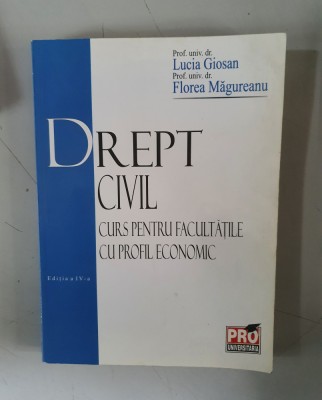 Prof. univ. dr.
Lucia Giosan
Prof. univ. dr.
Florea Măgureanu
DREPT
CIVIL
CURS PENTRU FACULTĂȚILE
CU PROFIL ECONOMIC
Ediția a IV-a
PRO
UNIVERSITARIA